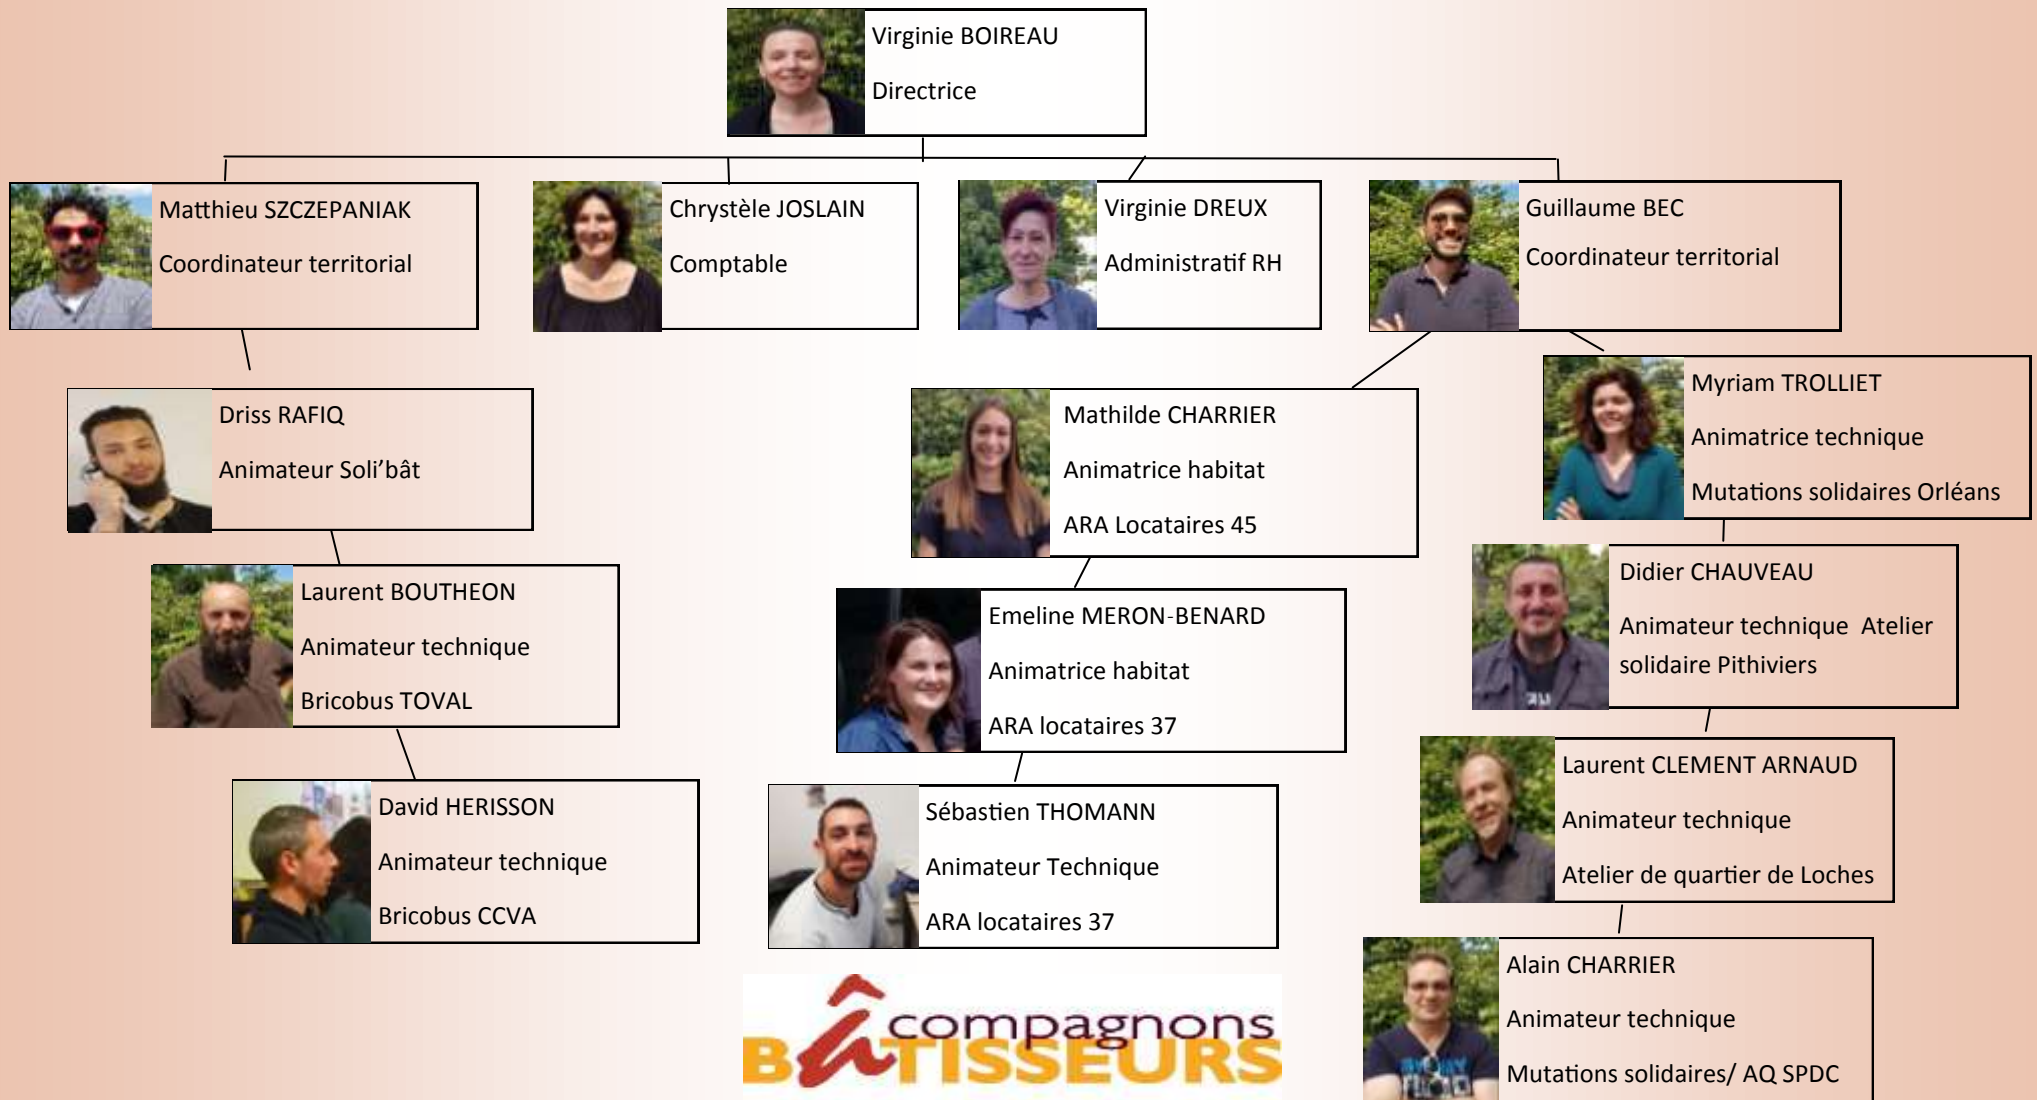 Virginie BOIREAU
Directrice
Matthieu SZCZEPANIAK
Coordinateur territorial
Chrystèle JOSLAIN
Comptable
Virginie DREUX
Administratif RH
Guillaume BEC
Coordinateur territorial
Driss RAFIQ
Animateur Soli’bât
Mathilde CHARRIER
Animatrice habitat
ARA Locataires 45
Myriam TROLLIET
Animatrice technique
Mutations solidaires Orléans
Laurent BOUTHEON
Animateur technique
Bricobus TOVAL
Emeline MERON-BENARD
Animatrice habitat
ARA locataires 37
Didier CHAUVEAU
Animateur technique  Atelier
solidaire Pithiviers
David HERISSON
Animateur technique
Bricobus CCVA
Sébastien THOMANN
Animateur Technique
ARA locataires 37
Laurent CLEMENT ARNAUD
Animateur technique
Atelier de quartier de Loches
Alain CHARRIER
Animateur technique
Mutations solidaires/ AQ SPDC
compagnons
BâTISSEURS